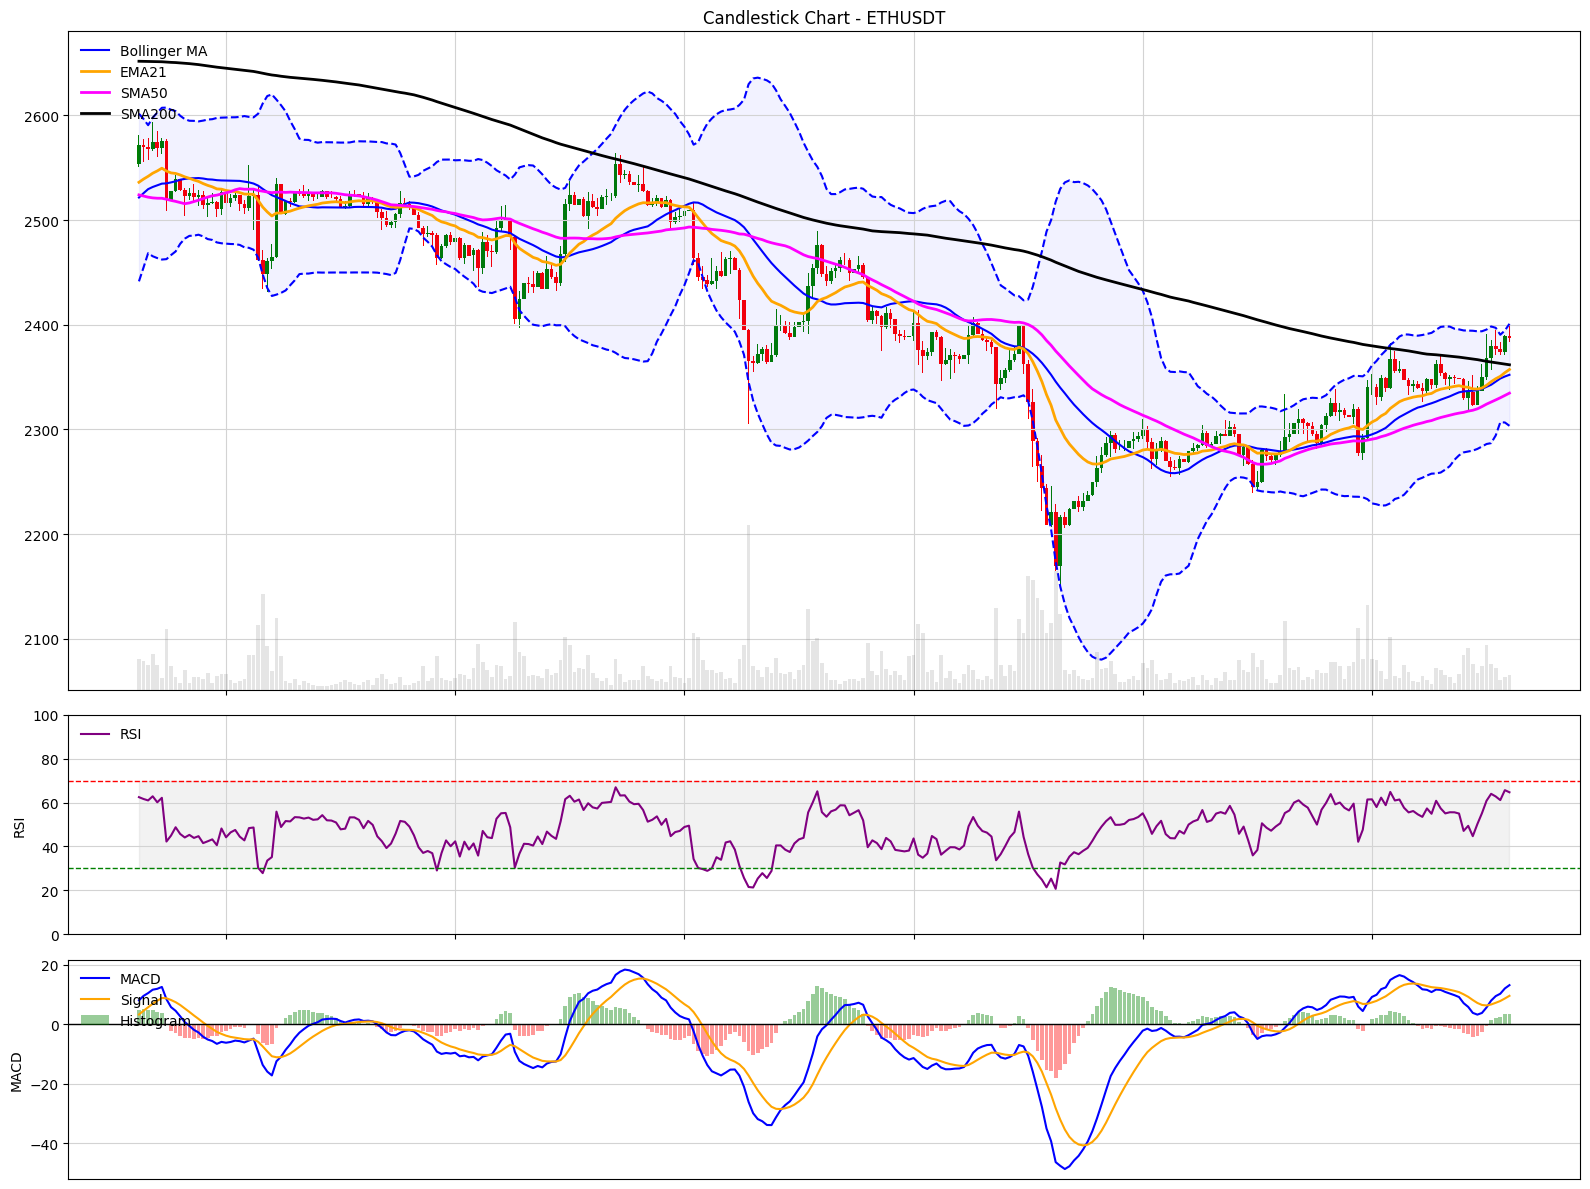 Candlestick Chart - ETHUSDT
Bollinger MA
EMA21
SMA50
SMA200
2600
2500
2400
2300
2200
2100
RSI
100
80
60
40
20
0
RSI
MACD
Signal
Histogram
20
0
−20
−40
MACD